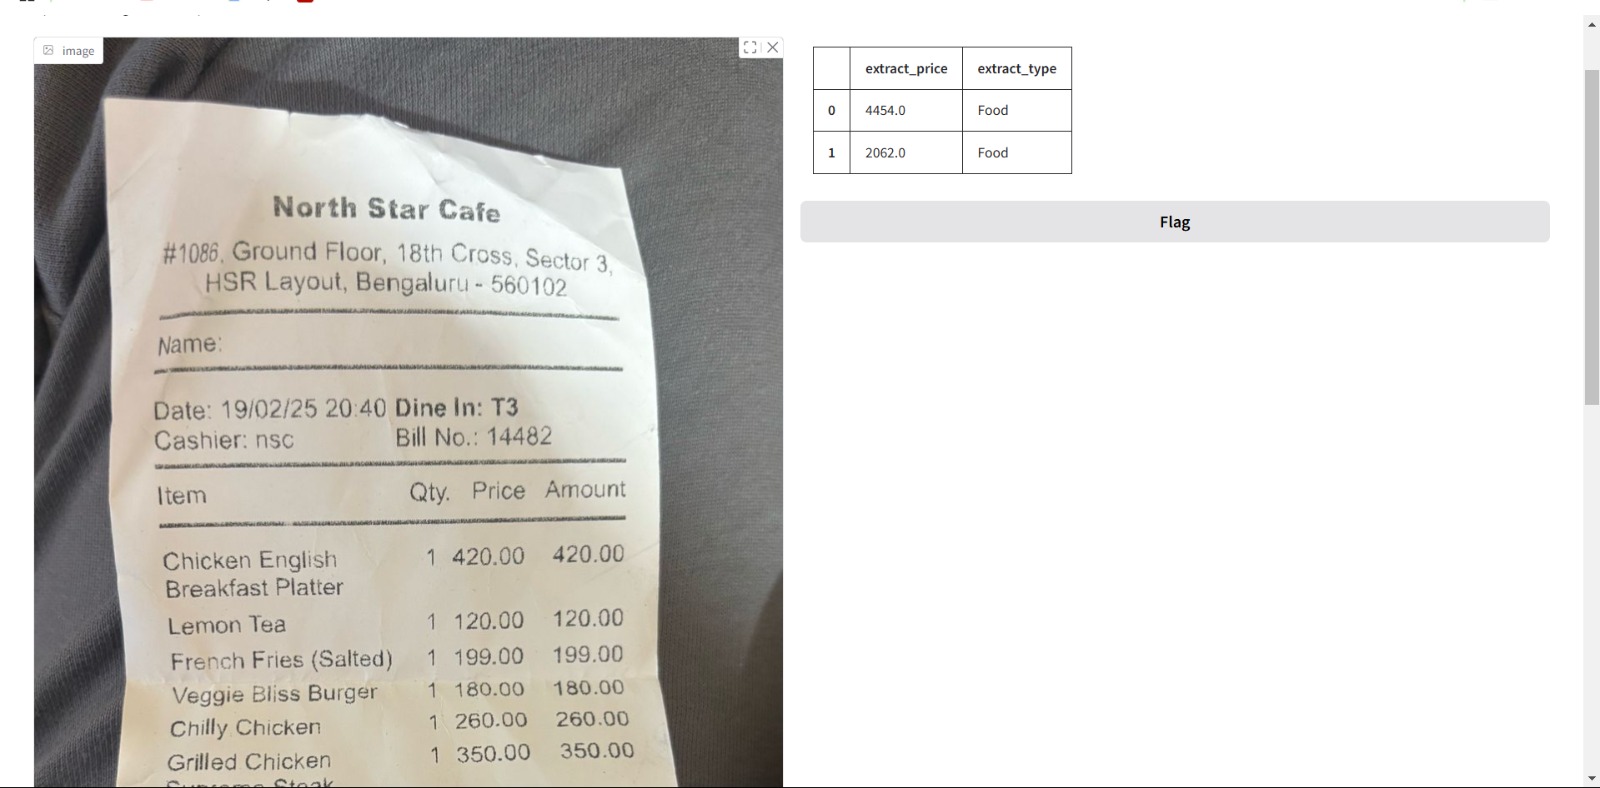 image
North Star Cafe
#1086, Ground Floor, 18th Cross, Sector 3,
HSR Layout, Bengaluru - 560102
Name:
Date: 19/02/25 20:40 Dine In: T3
Cashier: nsc Bill No.: 14482
Item Qty. Price Amount
Chicken English 1 420.00 420.00
Breakfast Platter
Lemon Tea 1 120.00 120.00
French Fries (Salted) 1 199.00 199.00
Veggie Bliss Burger 1 180.00 180.00
Chilly Chicken 1 260.00 260.00
Grilled Chicken 1 350.00 350.00
Supreme Steak
extract_price extract_type
0 4454.0 Food
1 2062.0 Food
Flag